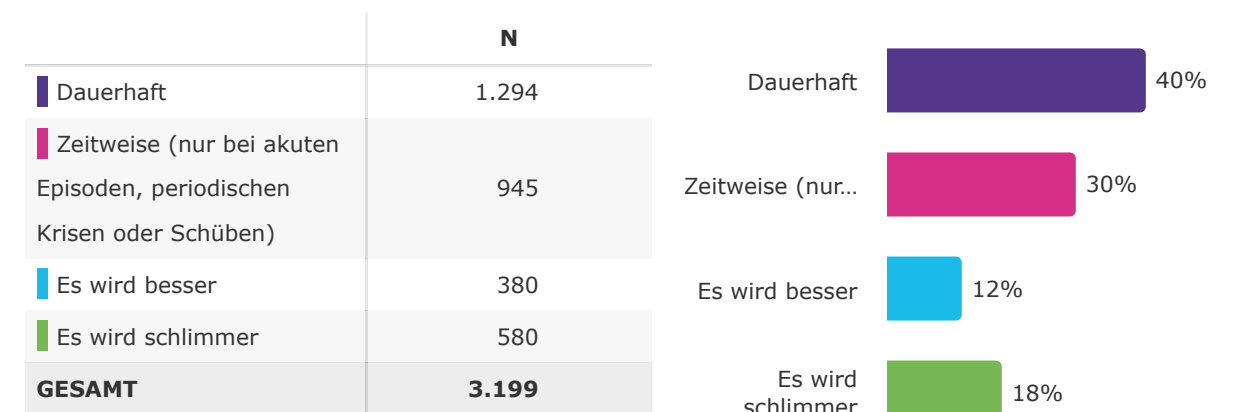 N
Dauerhaft 1.294
Zeitweise (nur bei akuten
Episoden, periodischen 945
Krisen oder Schüben)
Es wird besser 380
Es wird schlimmer 580
GESAMT 3.199
Dauerhaft 40%
Zeitweise (nur… 30%
Es wird besser 12%
Es wird 18%
schlimmer